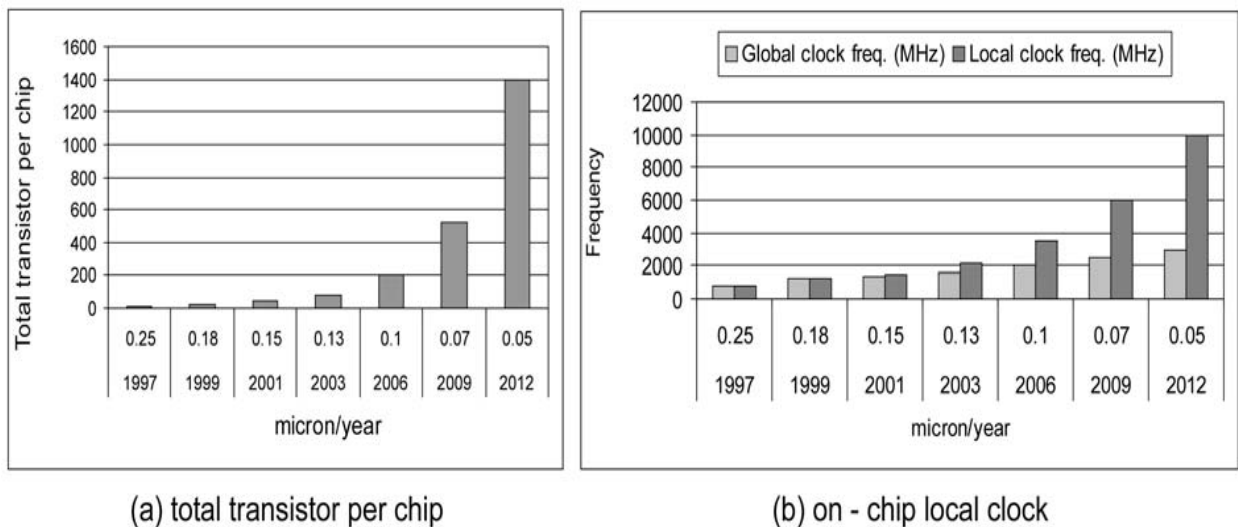 Total transistor per chip
1600
1400
1200
1000
800
600
400
200
0
0.25 0.18 0.15 0.13 0.1 0.07 0.05
1997 1999 2001 2003 2006 2009 2012
micron/year
(a) total transistor per chip
Global clock freq. (MHz) Local clock freq. (MHz)
Frequency
12000
10000
8000
6000
4000
2000
0
0.25 0.18 0.15 0.13 0.1 0.07 0.05
1997 1999 2001 2003 2006 2009 2012
micron/year
(b) on - chip local clock